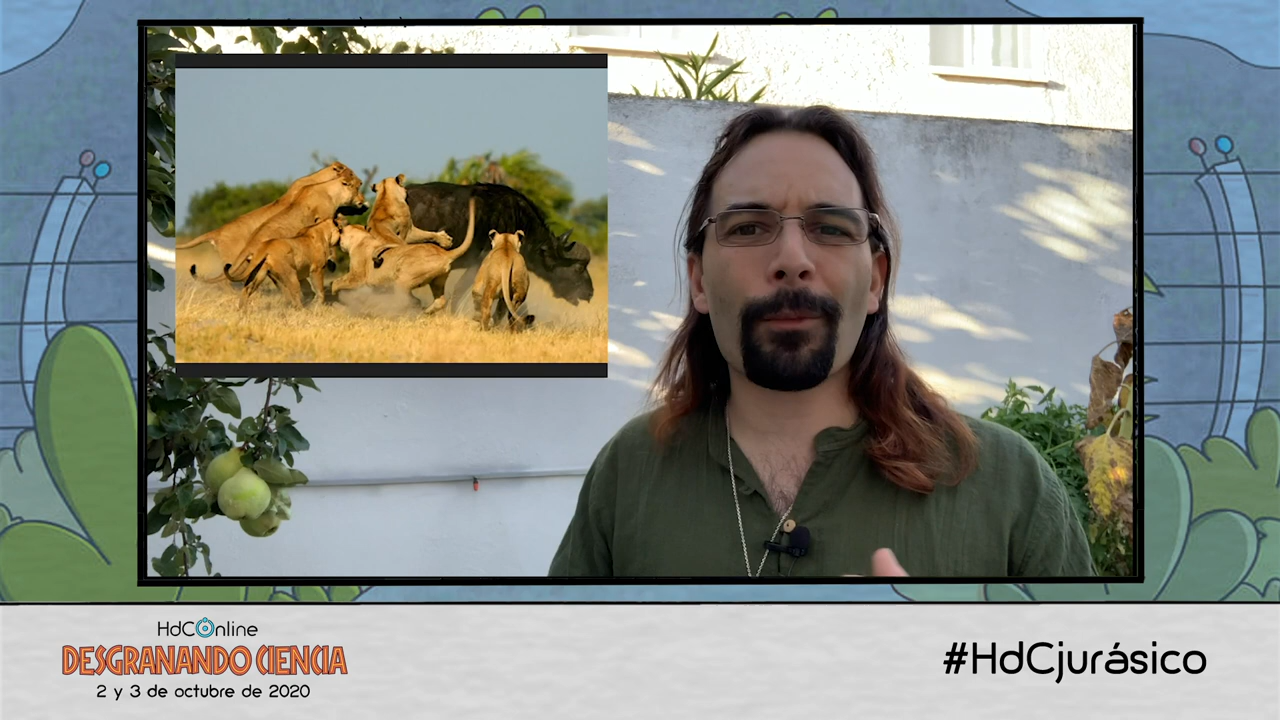 HdCOnline
DESGRANANDO CIENCIA
2 y 3 de octubre de 2020
#HdCjurásico